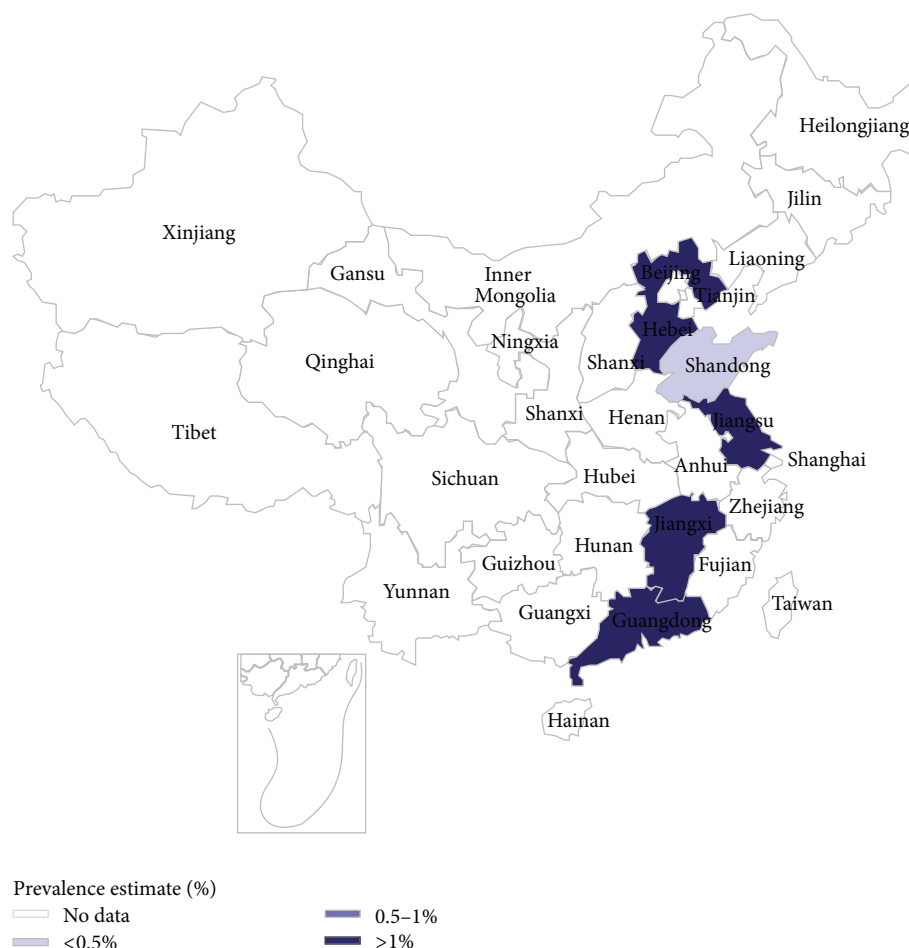 Heilongjiang
Jilin
Xinjiang
Liaoning
Beijing
Gansu
Inner
Mongolia
Tianjin
Hebei
Ningxia
Qinghai
Shanxi
Shandong
Shanxi
Henan
Jiangsu
Tibet
Shanghai
Anhui
Sichuan
Hubei
Zhejiang
Jiangxi
Hunan
Guizhou
Fujian
Yunnan
Taiwan
Guangxi
Guangdong
Hainan
Prevalence estimate (%)
No data
0.5–1%
<0.5%
>1%